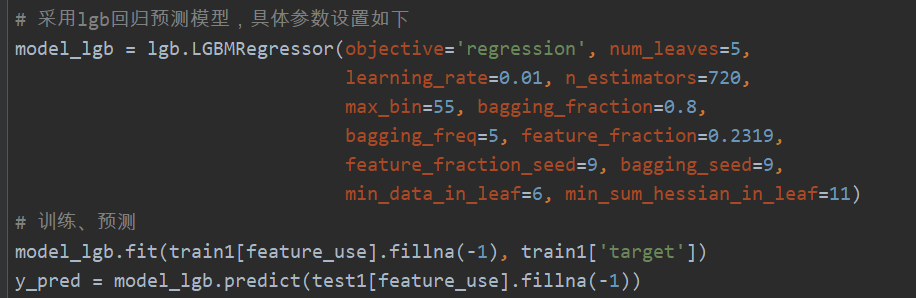 # 采用lgb回归预测模型，具体参数设置如下
model_lgb = lgb.LGBMRegressor(objective='regression', num_leaves=5,
learning_rate=0.01, n_estimators=720,
max_bin=55, bagging_fraction=0.8,
bagging_freq=5, feature_fraction=0.2319,
feature_fraction_seed=9, bagging_seed=9,
min_data_in_leaf=6, min_sum_hessian_in_leaf=11)
# 训练、预测
model_lgb.fit(train1[feature_use].fillna(-1), train1['target'])
y_pred = model_lgb.predict(test1[feature_use].fillna(-1))